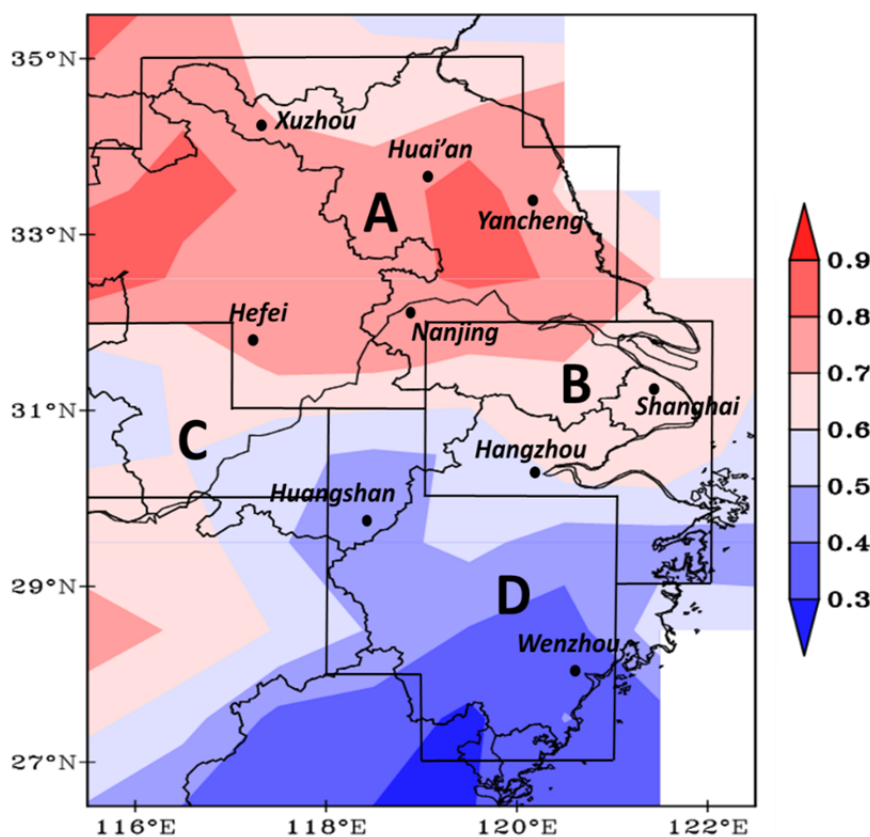 35°N
Xuzhou
Huai'an
A
Yancheng
33°N
Hefei
Nanjing
B
31°N
Shanghai
C
Hangzhou
Huangshan
29°N
D
Wenzhou
27°N
116°E 118°E 120°E 122°E
0.9
0.8
0.7
0.6
0.5
0.4
0.3